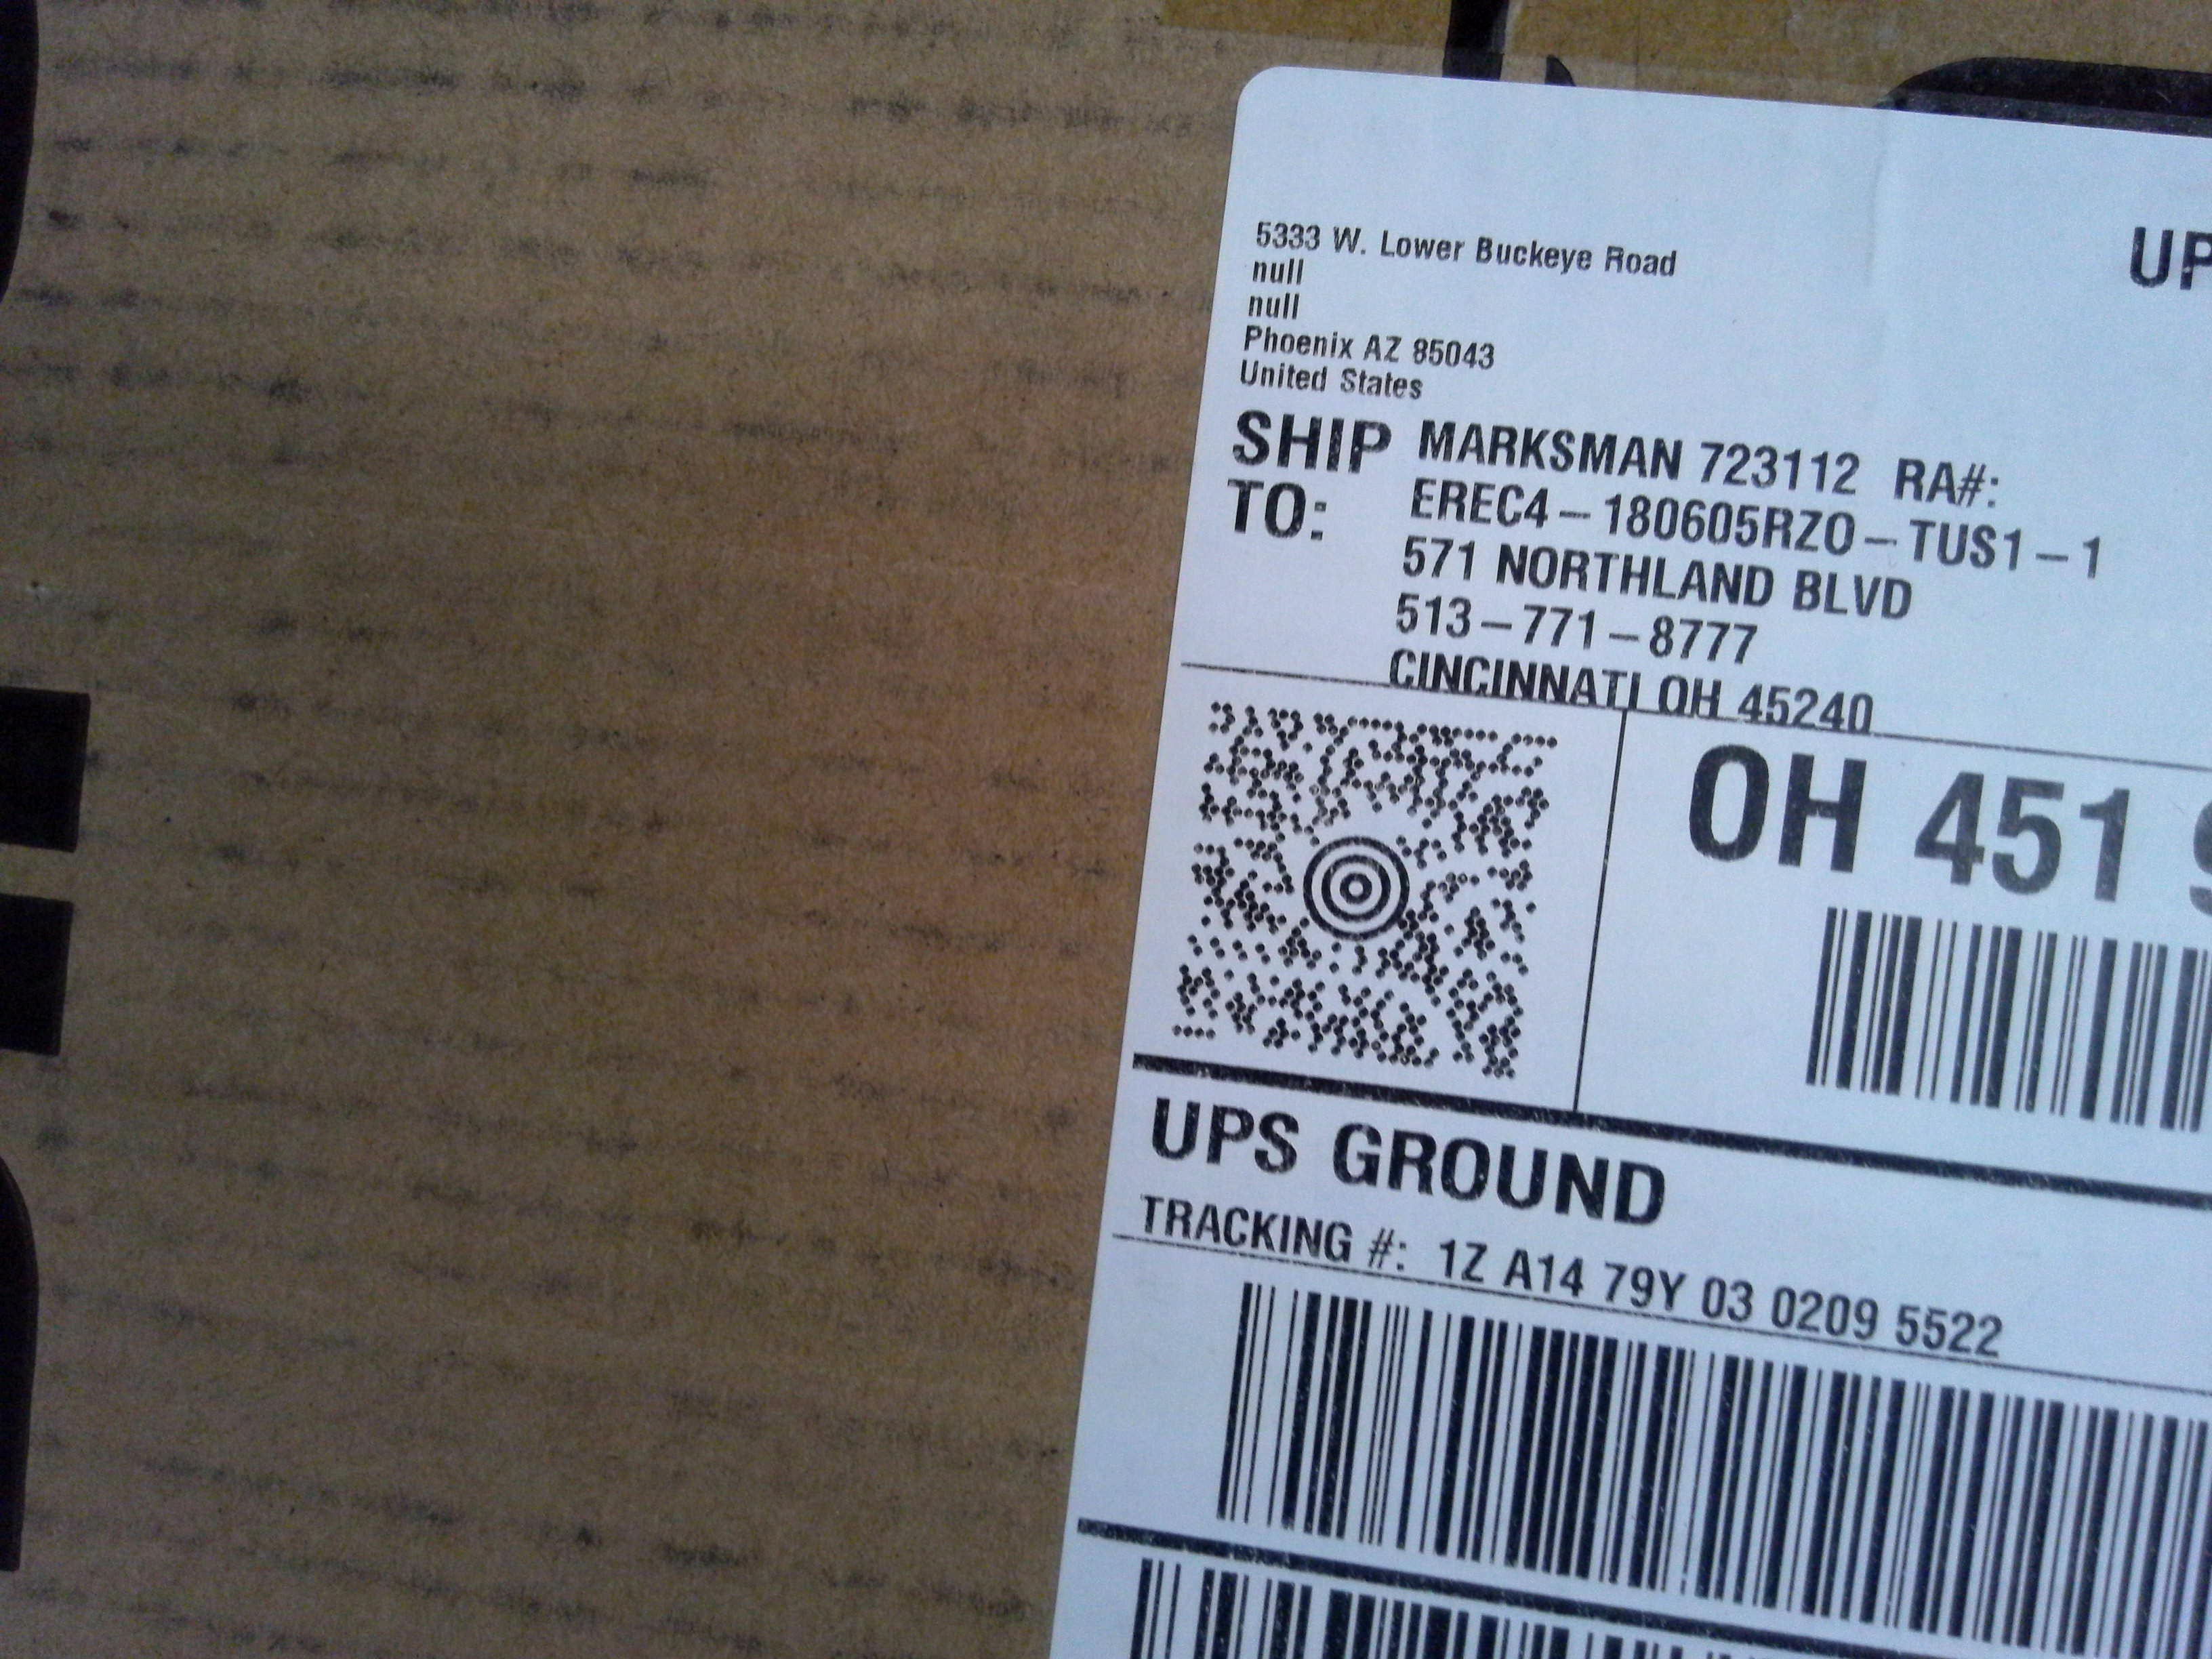 5333 W. Lower Buckeye Road
null
null
Phoenix AZ 85043
United States
SHIP TO:
MARKSMAN 723112 RA#:
EREC4-180605RZO-TUS1-1
571 NORTHLAND BLVD
513-771-8777
CINCINNATI OH 45240
OH 451
UPS GROUND
TRACKING #: 1Z A14 79Y 03 0209 5522